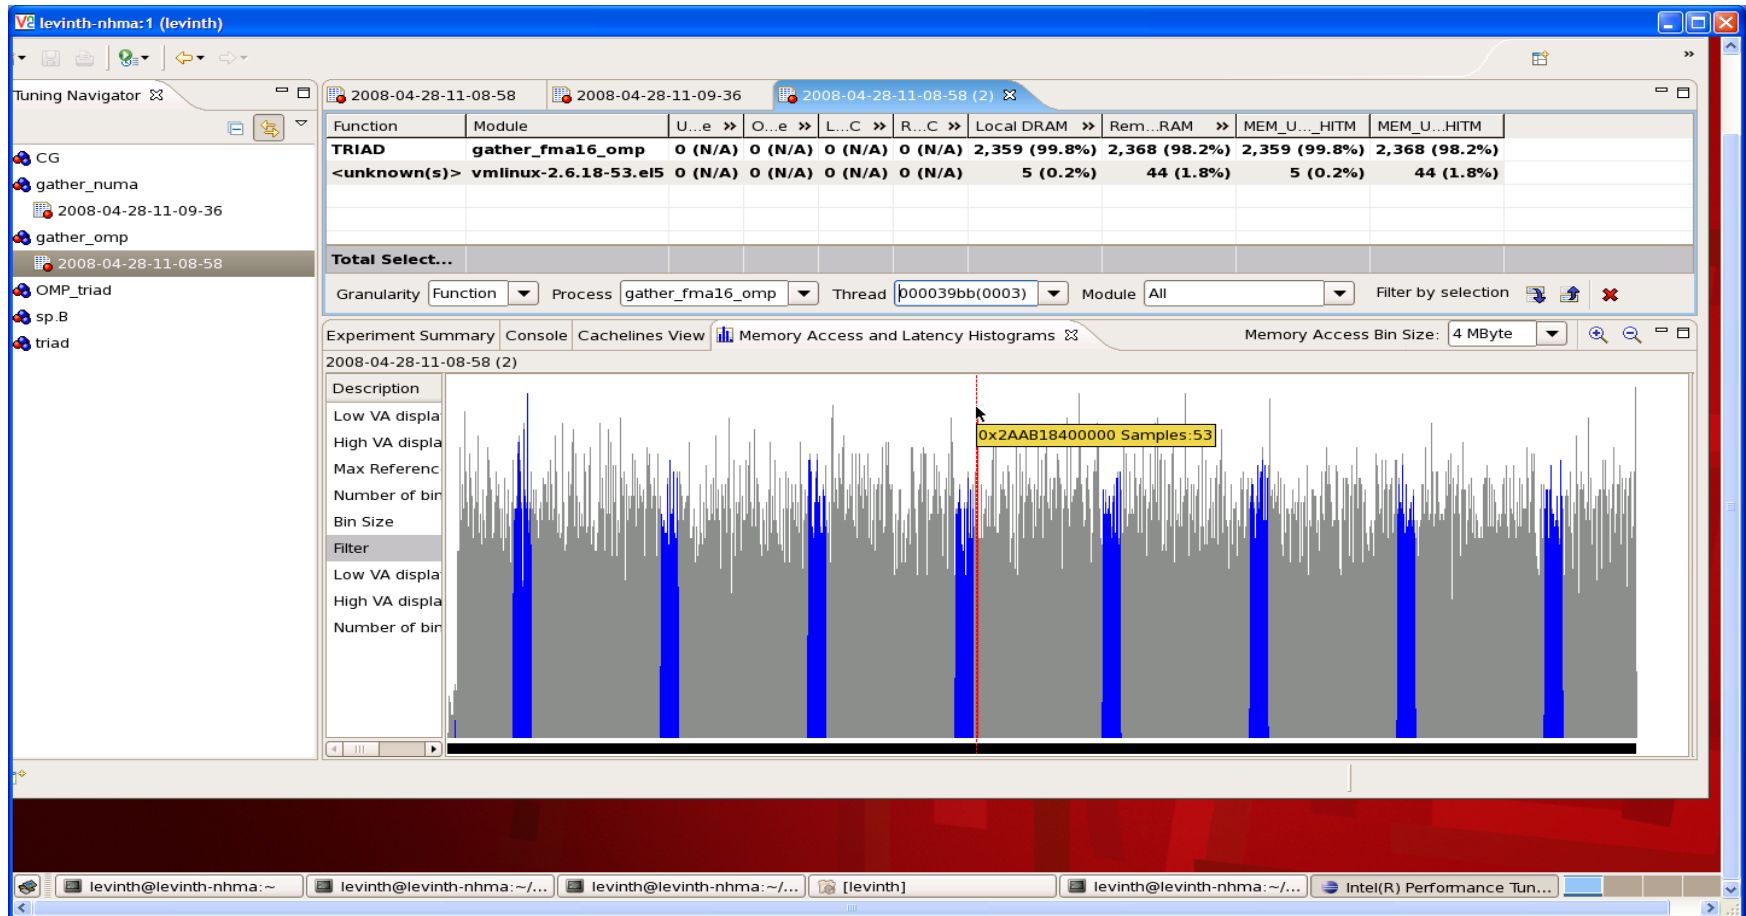 levinth-nhma:1 (levinth)
Tuning Navigator
CG
gather_numa
2008-04-28-11-09-36
gather_omp
2008-04-28-11-08-58
OMP_triad
sp.B
triad
2008-04-28-11-08-58 2008-04-28-11-09-36 2008-04-28-11-08-58 (2)
Function Module U...e » O...e » L...C » R...C » Local DRAM » Rem...RAM » MEM_U..._HITM MEM_U...HITM
TRIAD gather_fma16_omp 0 (N/A) 0 (N/A) 0 (N/A) 0 (N/A) 2,359 (99.8%) 2,368 (98.2%) 2,359 (99.8%) 2,368 (98.2%)
<unknown(s)> vmlinux-2.6.18-53.el5 0 (N/A) 0 (N/A) 0 (N/A) 0 (N/A) 5 (0.2%) 44 (1.8%) 5 (0.2%) 44 (1.8%)
Total Select...
Granularity Function Process gather_fma16_omp Thread 000039bb(0003) Module All Filter by selection
Experiment Summary Console Cachelines View Memory Access and Latency Histograms Memory Access Bin Size: 4 MByte
2008-04-28-11-08-58 (2)
Description
Low VA displa
High VA displa
Max Referenc
Number of bin
Bin Size
Filter
Low VA displa
High VA displa
Number of bin
0x2AAB18400000 Samples:53
levinth@levinth-nhma:~ levinth@levinth-nhma:~/... levinth@levinth-nhma:~/... [levinth] levinth@levinth-nhma:~/... Intel(R) Performance Tun...